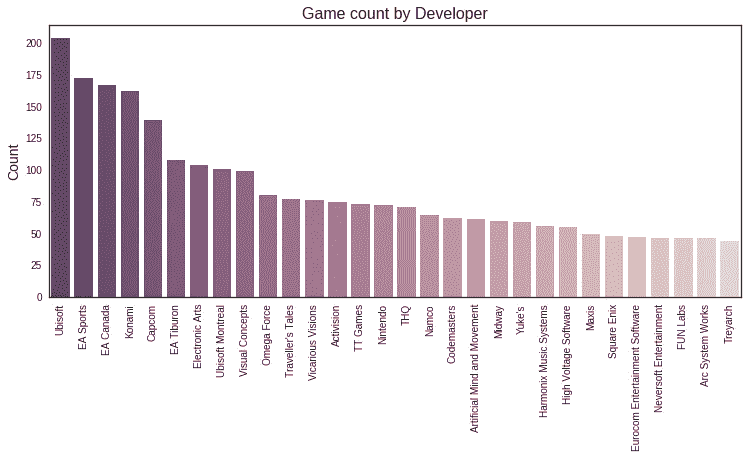 Game count by Developer
Count
200
175
150
125
100
75
50
25
0
Ubisoft
EA Sports
EA Canada
Konami
Capcom
EA Tiburon
Electronic Arts
Ubisoft Montreal
Visual Concepts
Omega Force
Traveller's Tales
Vicarious Visions
Activision
TT Games
Nintendo
THQ
Namco
Codemasters
Artificial Mind and Movement
Midway
Yuke's
Harmonix Music Systems
High Voltage Software
Maxis
Square Enix
Eurocom Entertainment Software
Neversoft Entertainment
FUN Labs
Arc System Works
Treyarch